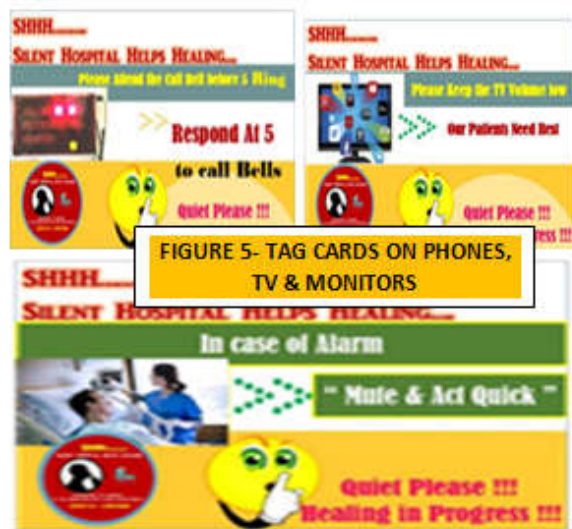 SHHH.........
SILENT HOSPITAL HELPS HEALING...
Please Attend the Call Bell before 5 Ring
Respond At 5
to call Bells
Quiet Please !!!
SHHH.........
SILENT HOSPITAL HELPS HEALING...
Please Keep the TV Volume low
Our Patients Need Rest
Quiet Please !!!
FIGURE 5- TAG CARDS ON PHONES,
TV & MONITORS
SHHH.........
SILENT HOSPITAL HELPS HEALING....
In case of Alarm
" Mute & Act Quick "
Quiet Please !!!
Healing in Progress !!!